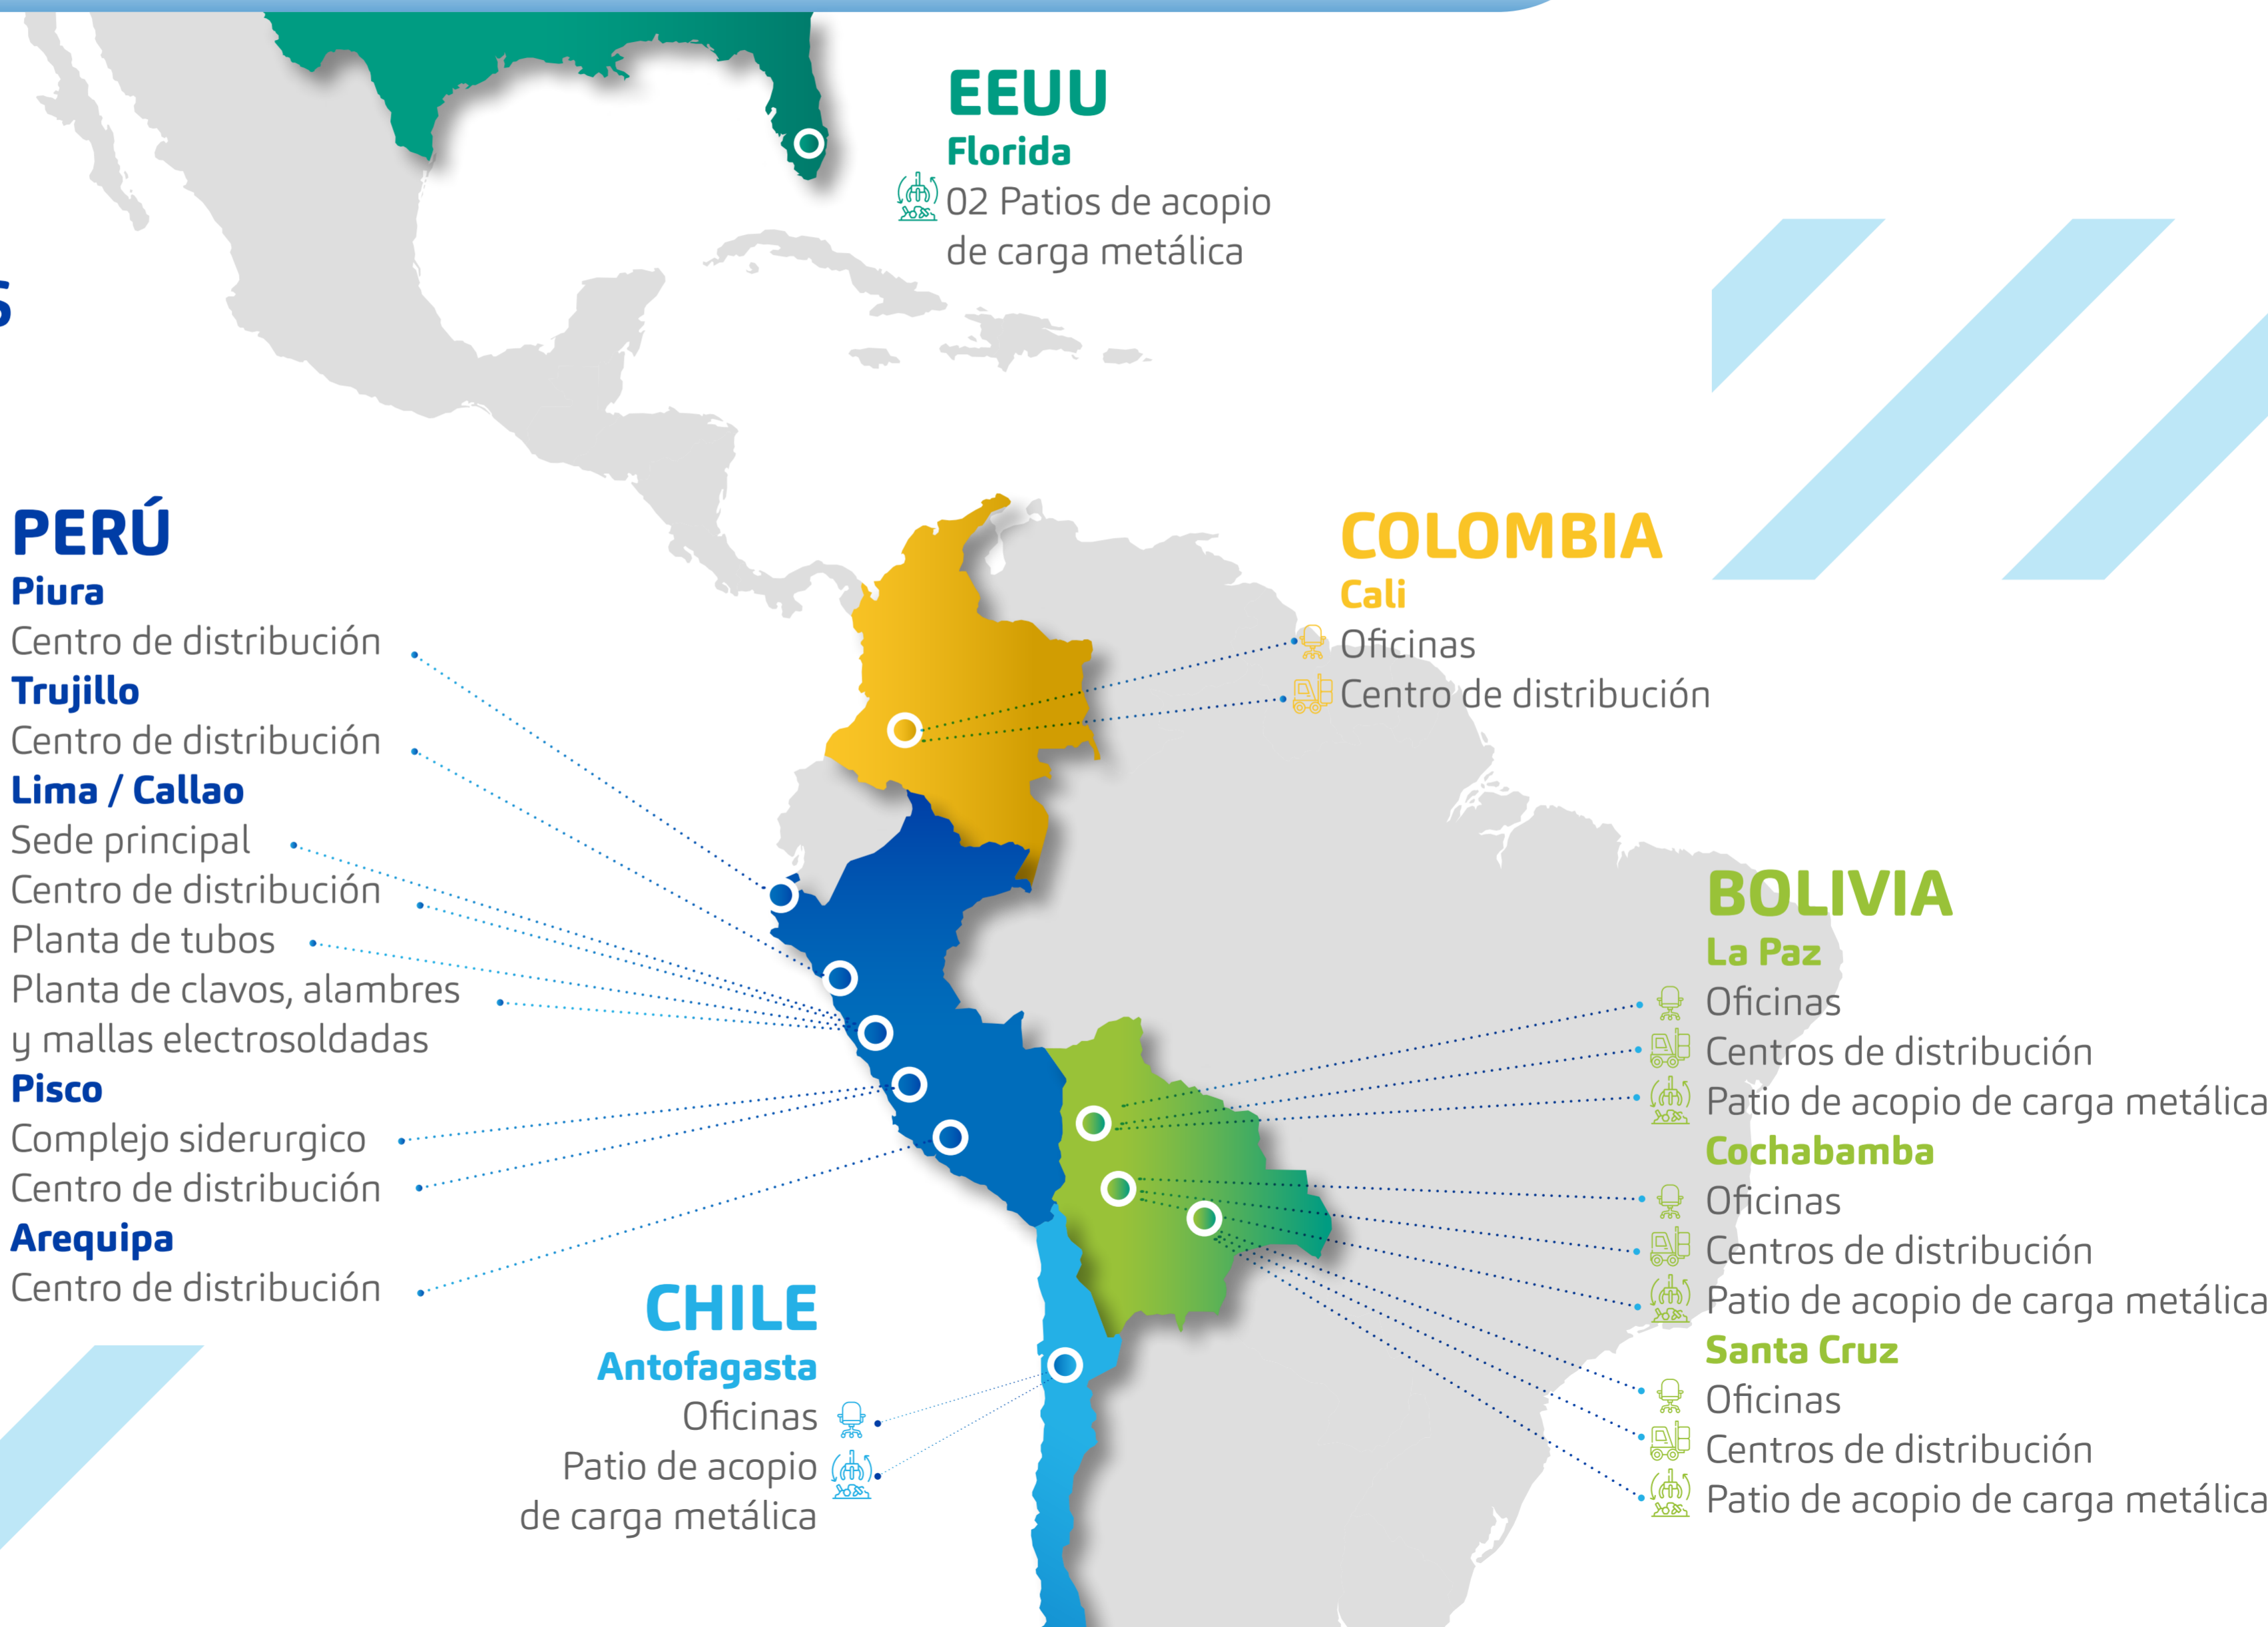 EEUU
Florida
02 Patios de acopio
de carga metálica
PERÚ
Piura
Centro de distribución
Trujillo
Centro de distribución
Lima / Callao
Sede principal
Centro de distribución
Planta de tubos
Planta de clavos, alambres
y mallas electrosoldadas
Pisco
Complejo siderurgico
Centro de distribución
Arequipa
Centro de distribución
COLOMBIA
Cali
Oficinas
Centro de distribución
BOLIVIA
La Paz
Oficinas
Centros de distribución
Patio de acopio de carga metálica
Cochabamba
Oficinas
Centros de distribución
Patio de acopio de carga metálica
Santa Cruz
Oficinas
Centros de distribución
Patio de acopio de carga metálica
CHILE
Antofagasta
Oficinas
Patio de acopio
de carga metálica